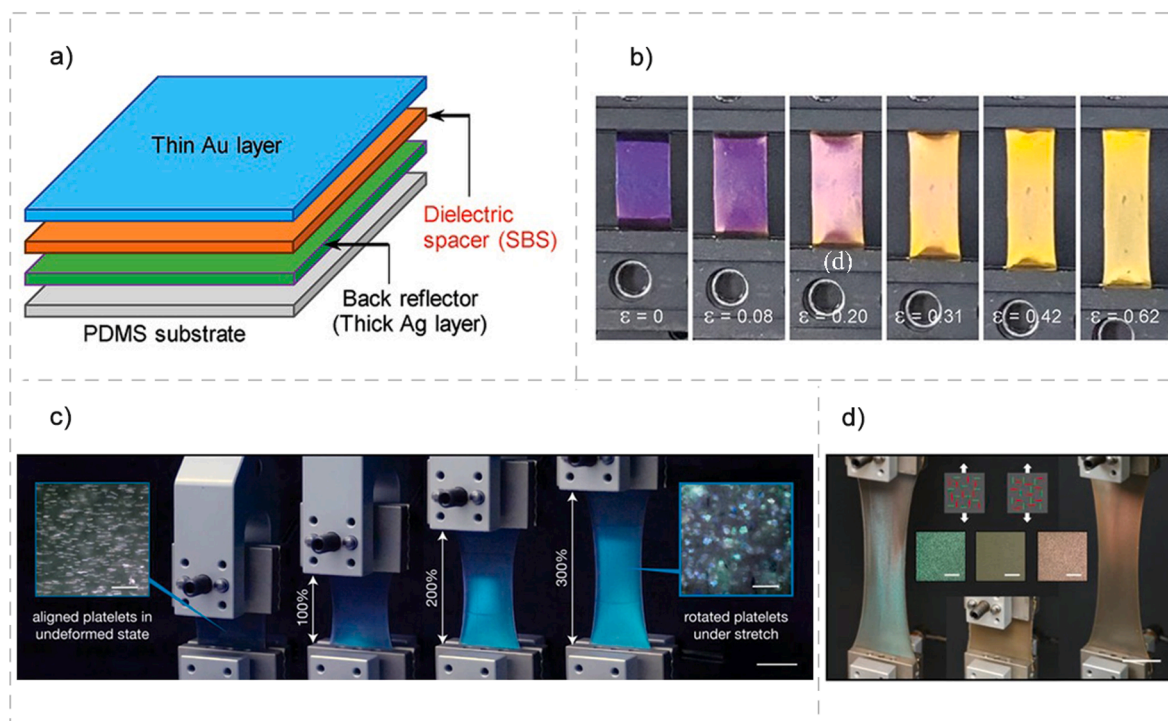 a)
Thin Au layer
Dielectric
spacer (SBS)
Back reflector
(Thick Ag layer)
PDMS substrate
b)
(d)
ε = 0
ε = 0.08
ε = 0.20
ε = 0.31
ε = 0.42
ε = 0.62
c)
aligned platelets in
undeformed state
100%
200%
300%
rotated platelets
under stretch
d)